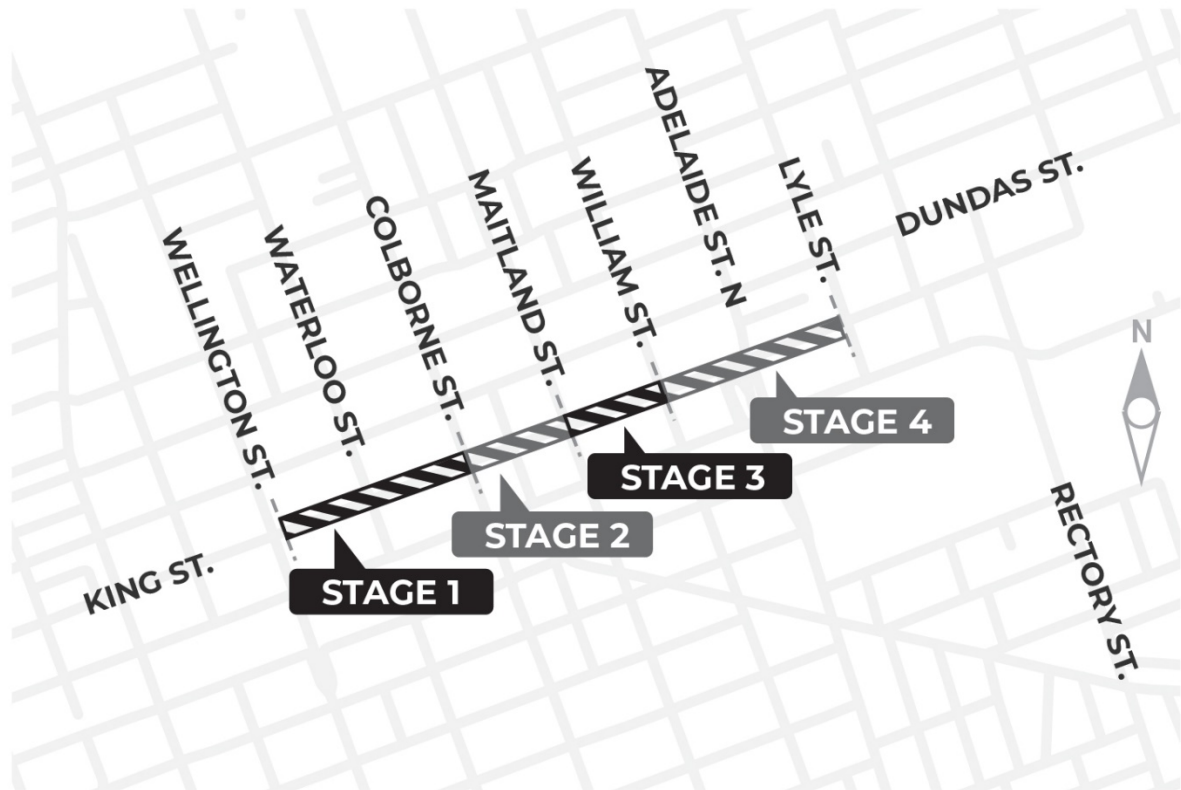 ADELAIDE ST. N
LYLE ST.
DUNDAS ST.
WILLIAM ST.
MAITLAND ST.
COLBORNE ST.
WATERLOO ST.
WELLINGTON ST.
N
STAGE 4
STAGE 3
STAGE 2
STAGE 1
KING ST.
RECTORY ST.